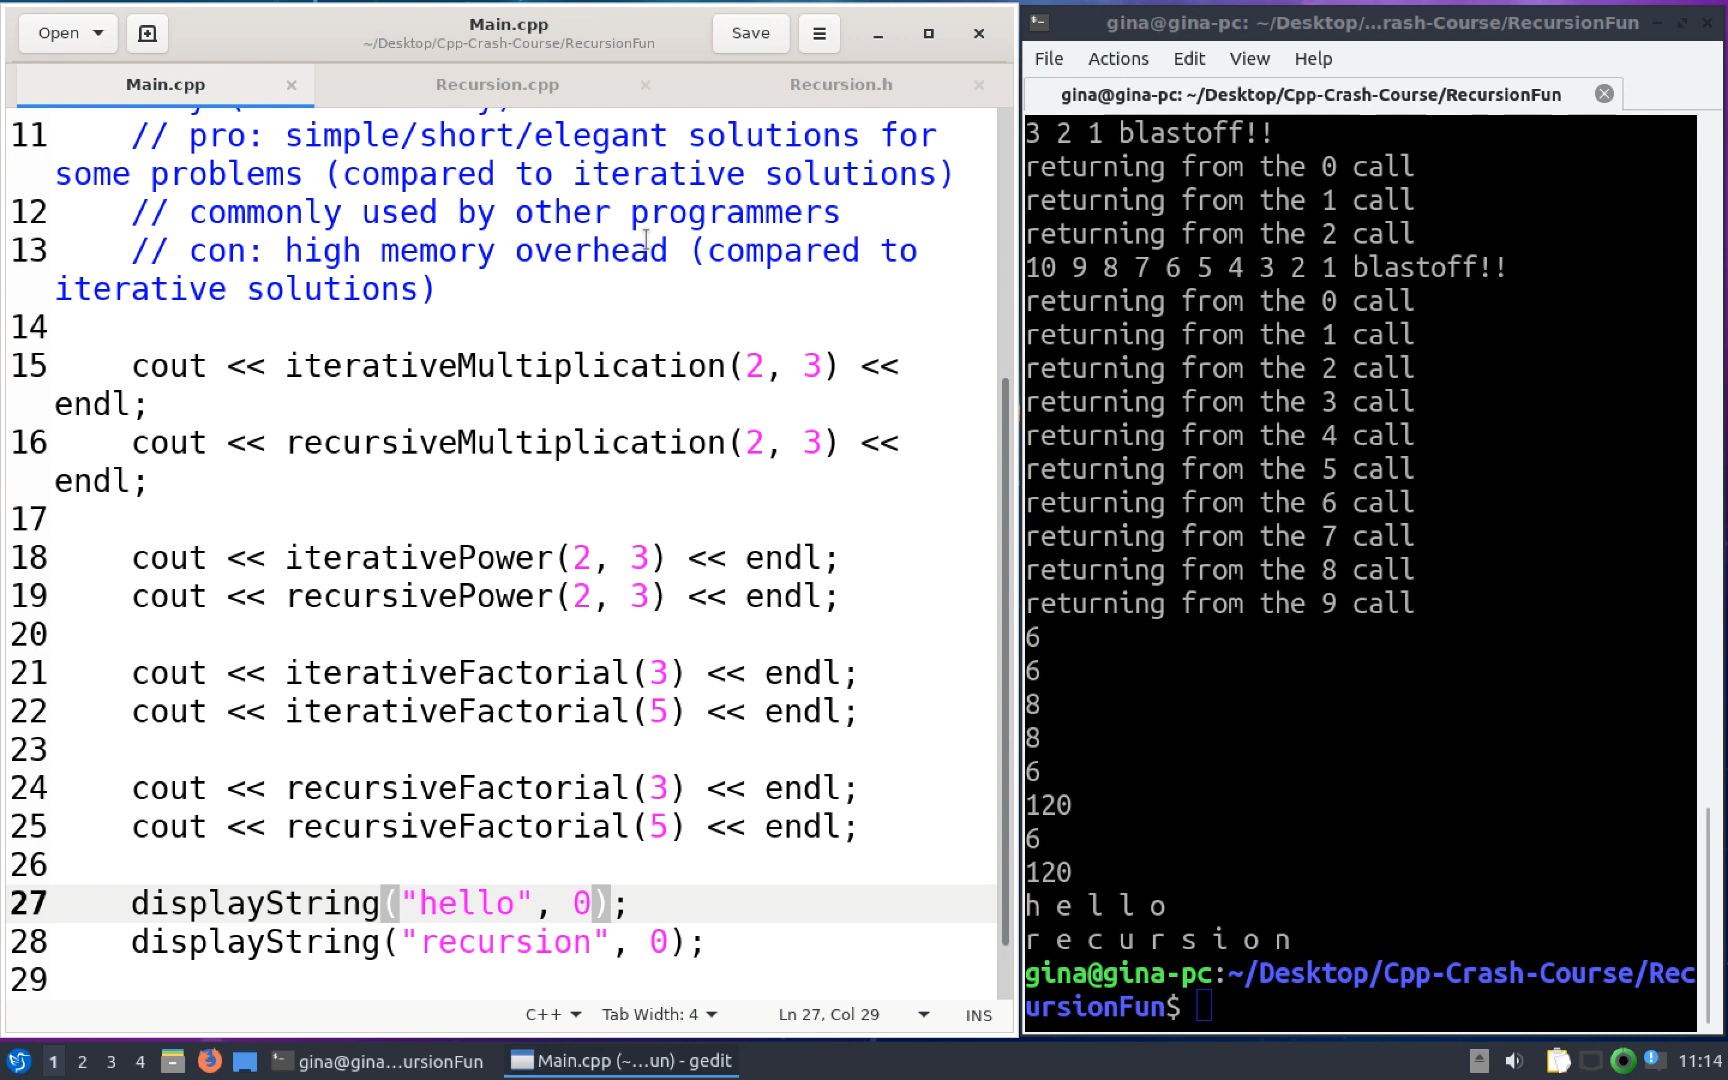 Open
Main.cpp
~/Desktop/Cpp-Crash-Course/RecursionFun
Save
Main.cpp
Recursion.cpp
Recursion.h
11 // pro: simple/short/elegant solutions for
some problems (compared to iterative solutions)
12 // commonly used by other programmers
13 // con: high memory overhead (compared to
iterative solutions)
14
15 cout << iterativeMultiplication(2, 3) <<
endl;
16 cout << recursiveMultiplication(2, 3) <<
endl;
17
18 cout << iterativePower(2, 3) << endl;
19 cout << recursivePower(2, 3) << endl;
20
21 cout << iterativeFactorial(3) << endl;
22 cout << iterativeFactorial(5) << endl;
23
24 cout << recursiveFactorial(3) << endl;
25 cout << recursiveFactorial(5) << endl;
26
27 displayString("hello", 0);
28 displayString("recursion", 0);
29
C++ Tab Width: 4 Ln 27, Col 29 INS
gina@gina-pc: ~/Desktop/...rash-Course/RecursionFun
File Actions Edit View Help
gina@gina-pc: ~/Desktop/Cpp-Crash-Course/RecursionFun
3 2 1 blastoff!!
returning from the 0 call
returning from the 1 call
returning from the 2 call
10 9 8 7 6 5 4 3 2 1 blastoff!!
returning from the 0 call
returning from the 1 call
returning from the 2 call
returning from the 3 call
returning from the 4 call
returning from the 5 call
returning from the 6 call
returning from the 7 call
returning from the 8 call
returning from the 9 call
6
6
8
8
6
120
6
120
h e l l o
r e c u r s i o n
gina@gina-pc:~/Desktop/Cpp-Crash-Course/Rec
ursionFun$
1 2 3 4 gina@gina...ursionFun Main.cpp (~...un) - gedit 11:14